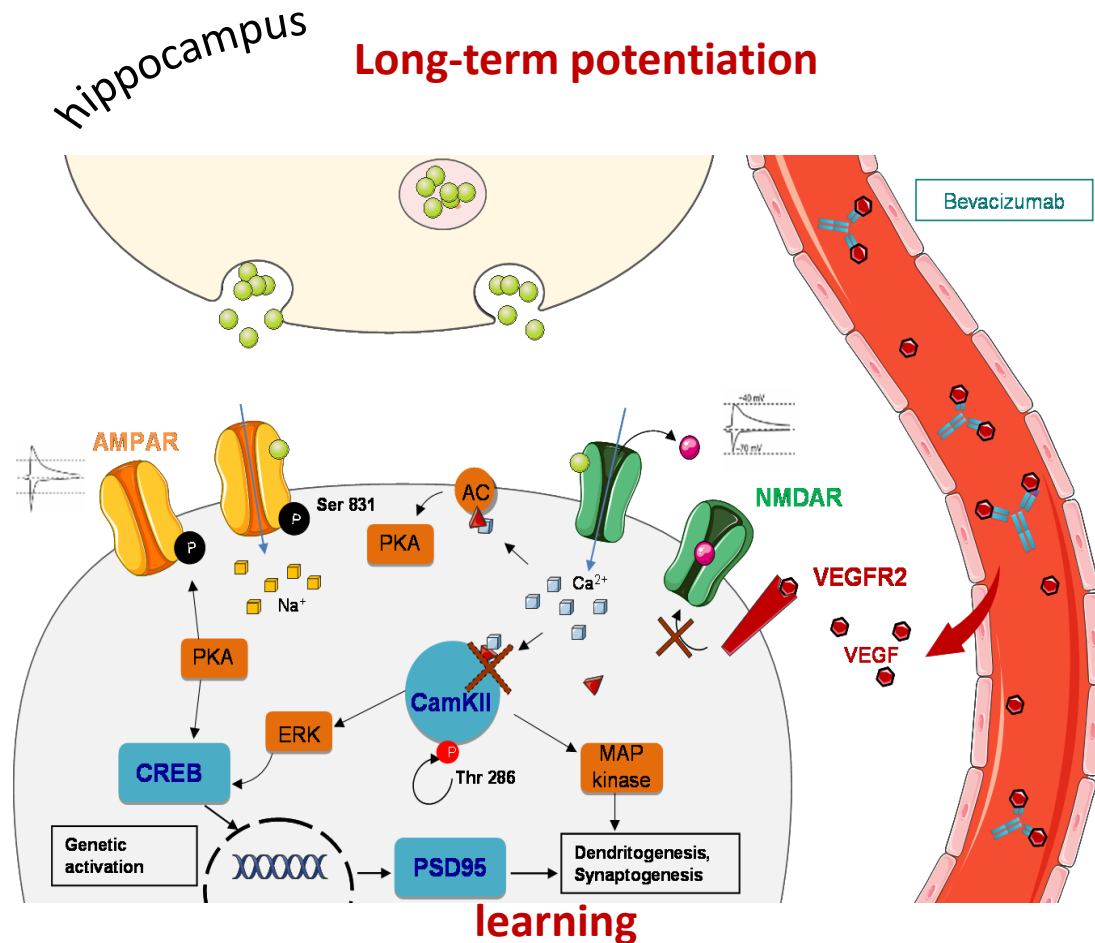 hippocampus
Long-term potentiation
Bevacizumab
~40 mV
~70 mV
AMPAR
Ser 831
P
P
AC
PKA
NMDAR
Na+
Ca2+
VEGFR2
VEGF
PKA
CamKII
ERK
P
Thr 286
MAP
kinase
CREB
Genetic
activation
PSD95
Dendritogenesis,
Synaptogenesis
learning